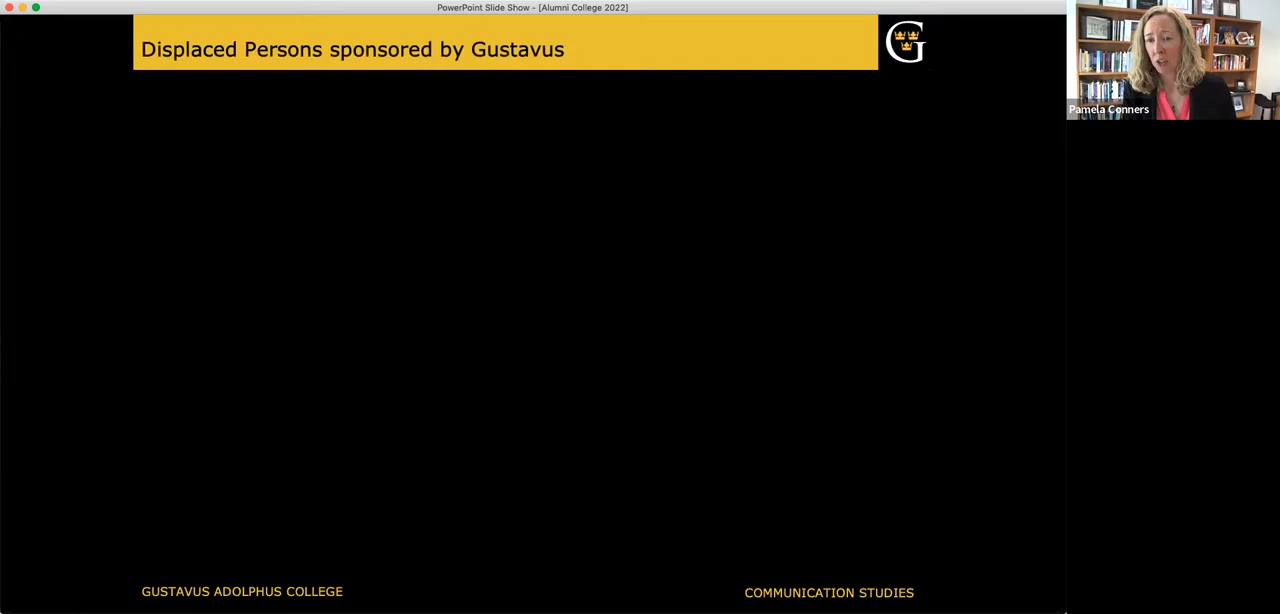 PowerPoint Slide Show - [Alumni College 2022]
Displaced Persons sponsored by Gustavus
G
Pamela Conners
GUSTAVUS ADOLPHUS COLLEGE
COMMUNICATION STUDIES